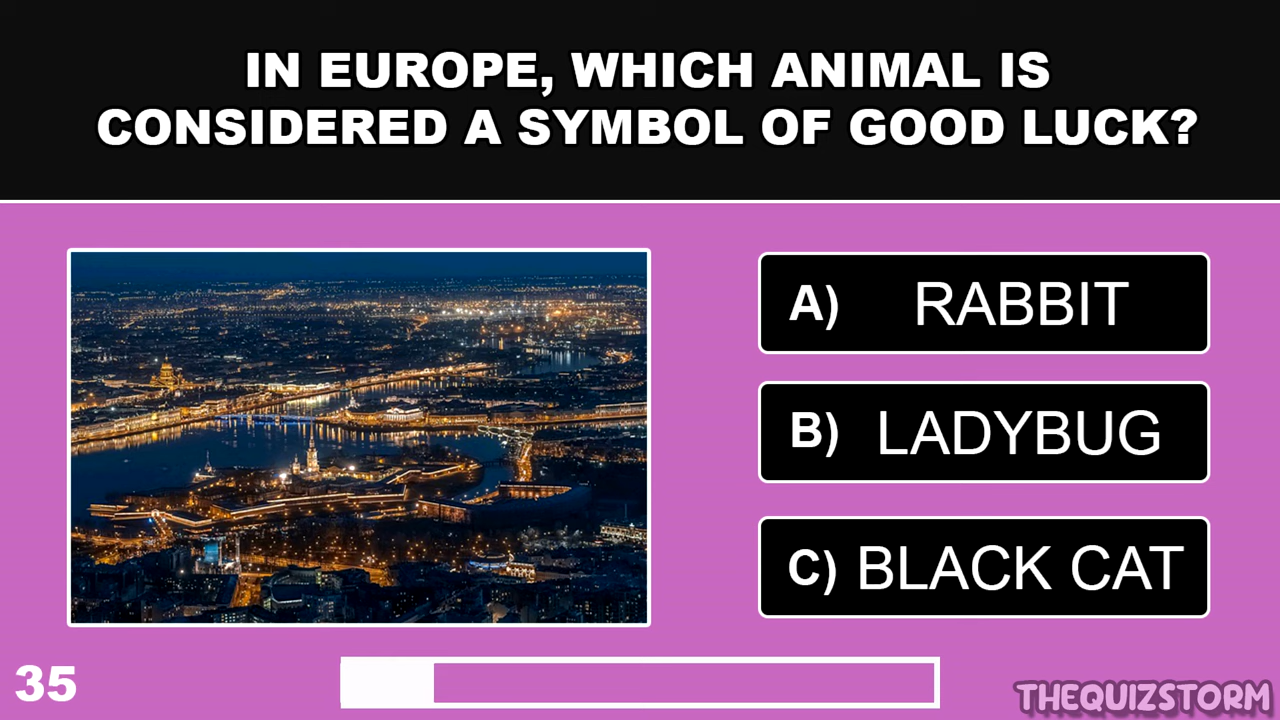 IN EUROPE, WHICH ANIMAL IS
CONSIDERED A SYMBOL OF GOOD LUCK?
A) RABBIT
B) LADYBUG
C) BLACK CAT
35
THEQUIZSTORM